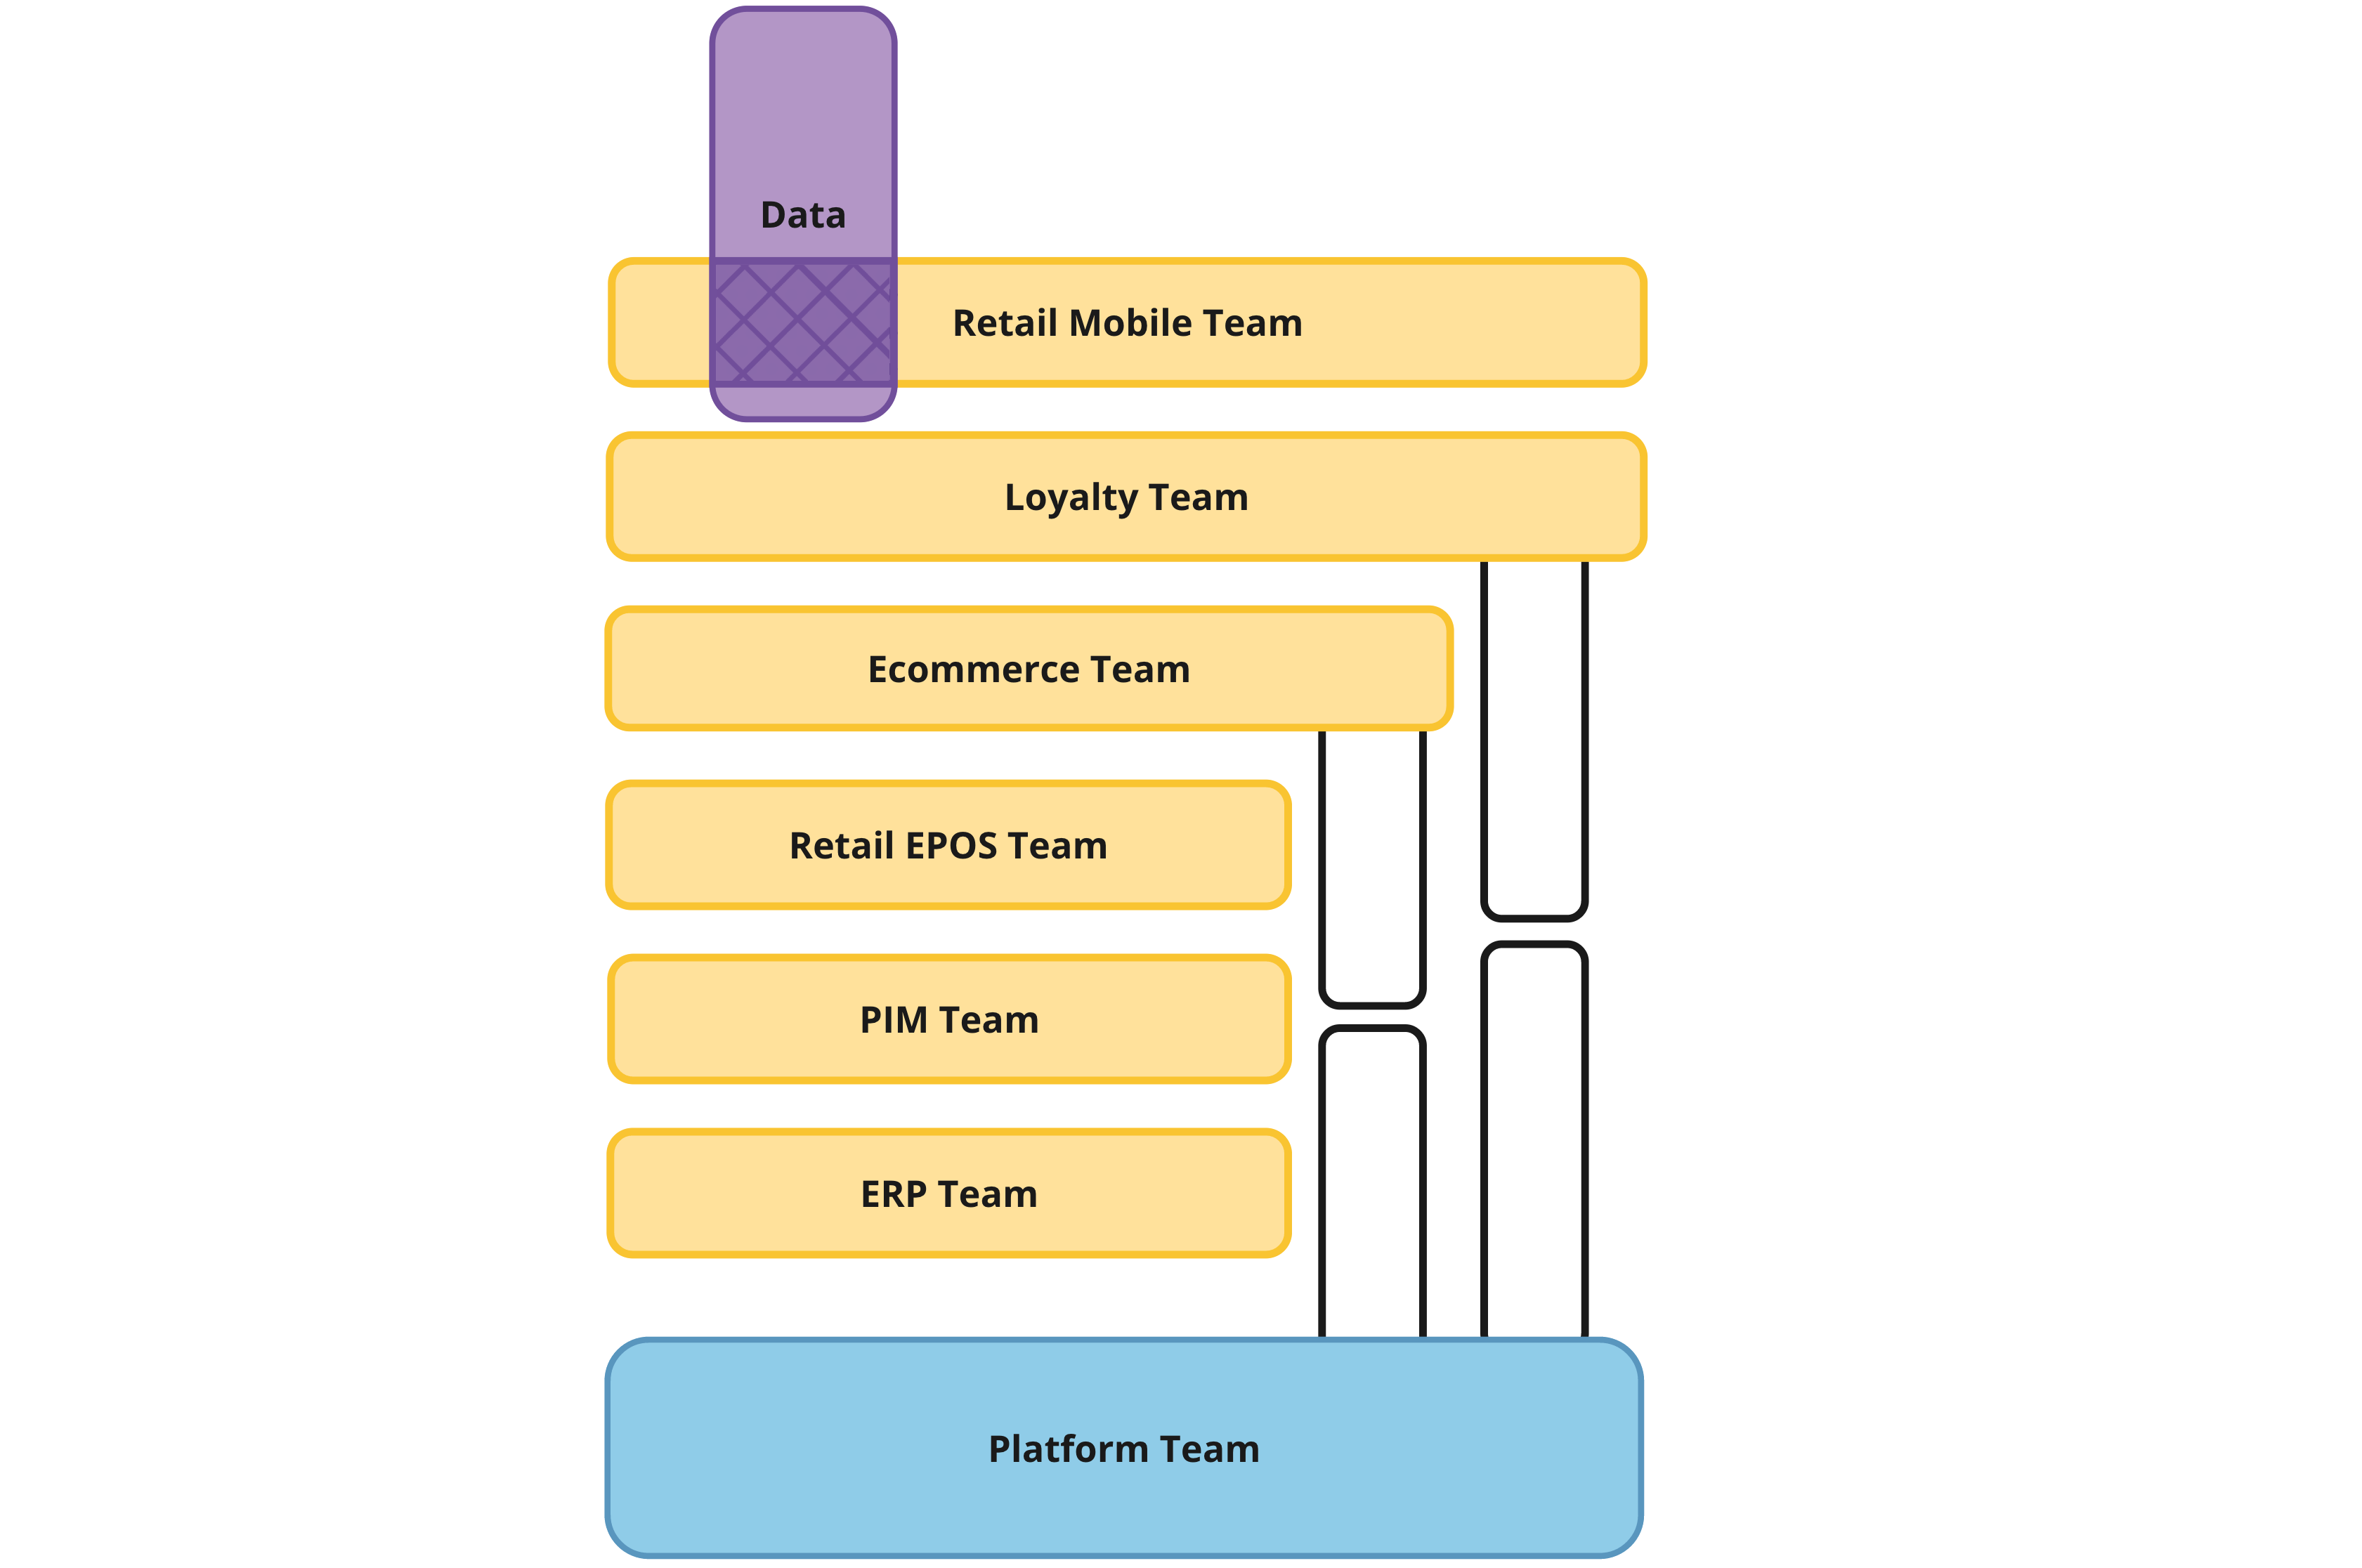 Data
Retail Mobile Team
Loyalty Team
Ecommerce Team
Retail EPOS Team
PIM Team
ERP Team
Platform Team